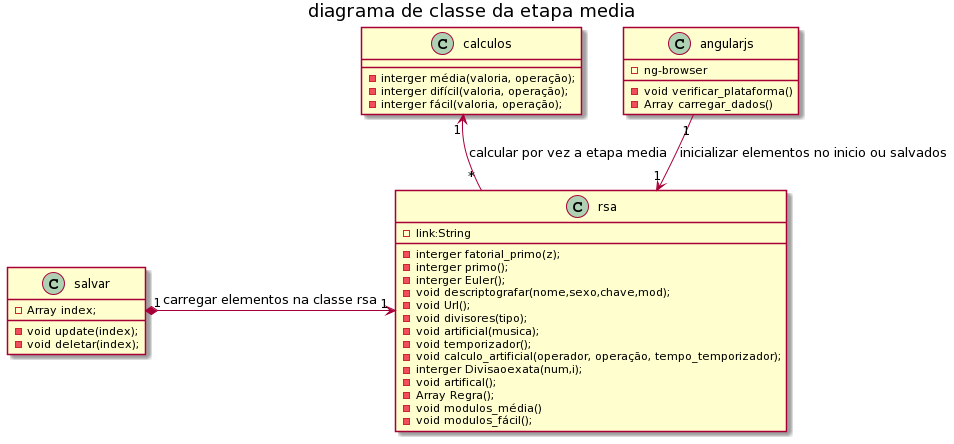 diagrama de classe da etapa media
C calculos
interger média(valoria, operação);
interger difícil(valoria, operação);
interger fácil(valoria, operação);
C angularjs
ng-browser
void verificar_plataforma()
Array carregar_dados()
1
1
calcular por vez a etapa media
inicializar elementos no inicio ou salvados
*
1
C rsa
link:String
interger fatorial_primo(z);
interger primo();
interger Euler();
void descriptografar(nome,sexo,chave,mod);
void Url();
void divisores(tipo);
void artificial(musica);
void temporizador();
void calculo_artificial(operador, operação, tempo_temporizador);
interger Divisaoexata(num,i);
void artifical();
Array Regra();
void modulos_média()
void modulos_fácil();
C salvar
Array index;
void update(index);
void deletar(index);
1 carregar elementos na classe rsa 1